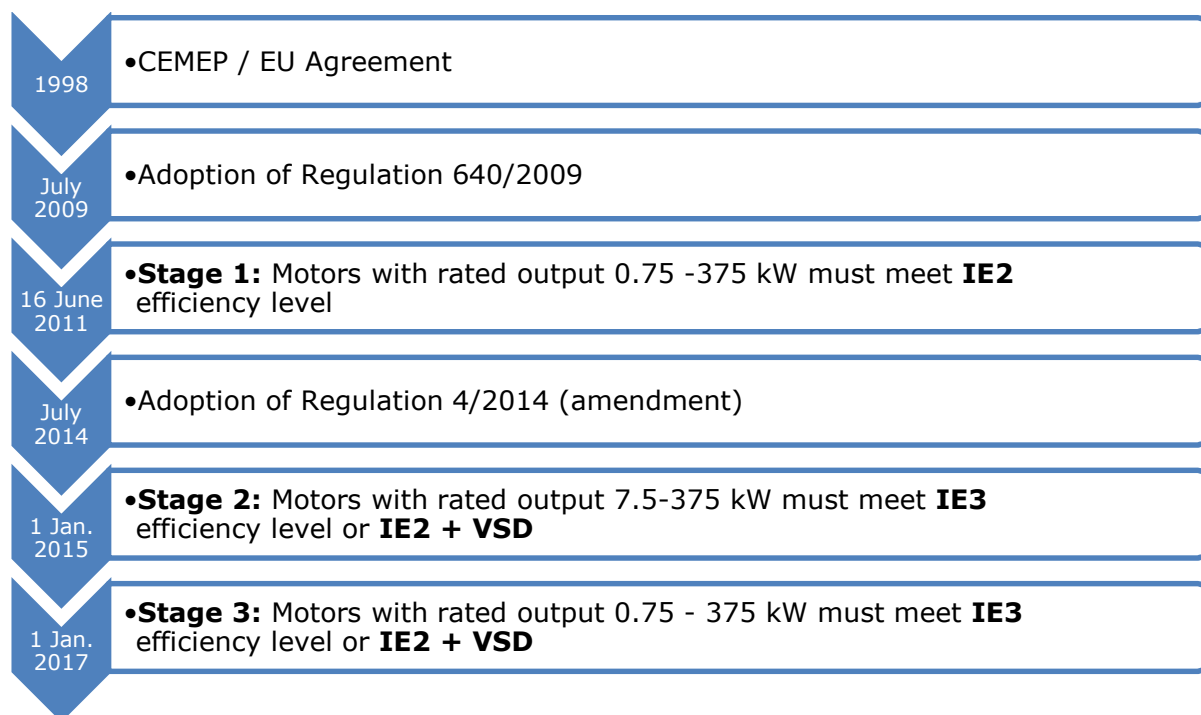 1998
•CEMEP / EU Agreement
July
2009
•Adoption of Regulation 640/2009
16 June
2011
•Stage 1: Motors with rated output 0.75 -375 kW must meet IE2
efficiency level
July
2014
•Adoption of Regulation 4/2014 (amendment)
1 Jan.
2015
•Stage 2: Motors with rated output 7.5-375 kW must meet IE3
efficiency level or IE2 + VSD
1 Jan.
2017
•Stage 3: Motors with rated output 0.75 - 375 kW must meet IE3
efficiency level or IE2 + VSD